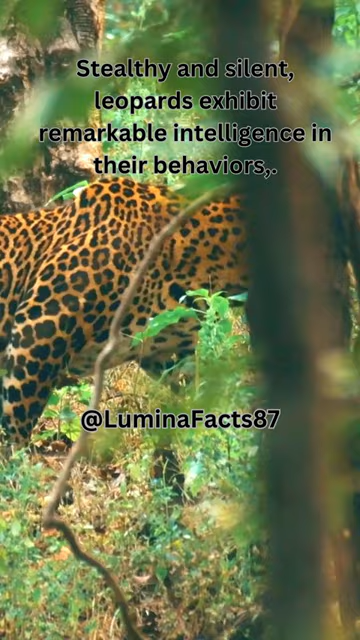 Stealthy and silent,
leopards exhibit
remarkable intelligence in
their behaviors,.
@LuminaFacts87